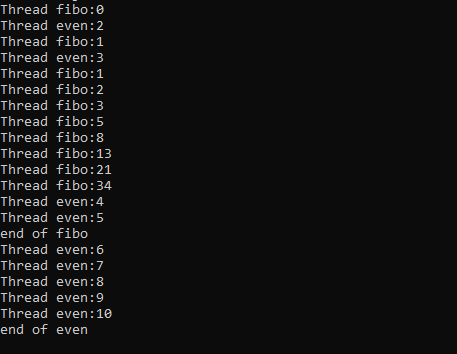 Thread fibo:0
Thread even:2
Thread fibo:1
Thread even:3
Thread fibo:1
Thread fibo:2
Thread fibo:3
Thread fibo:5
Thread fibo:8
Thread fibo:13
Thread fibo:21
Thread fibo:34
Thread even:4
Thread even:5
end of fibo
Thread even:6
Thread even:7
Thread even:8
Thread even:9
Thread even:10
end of even